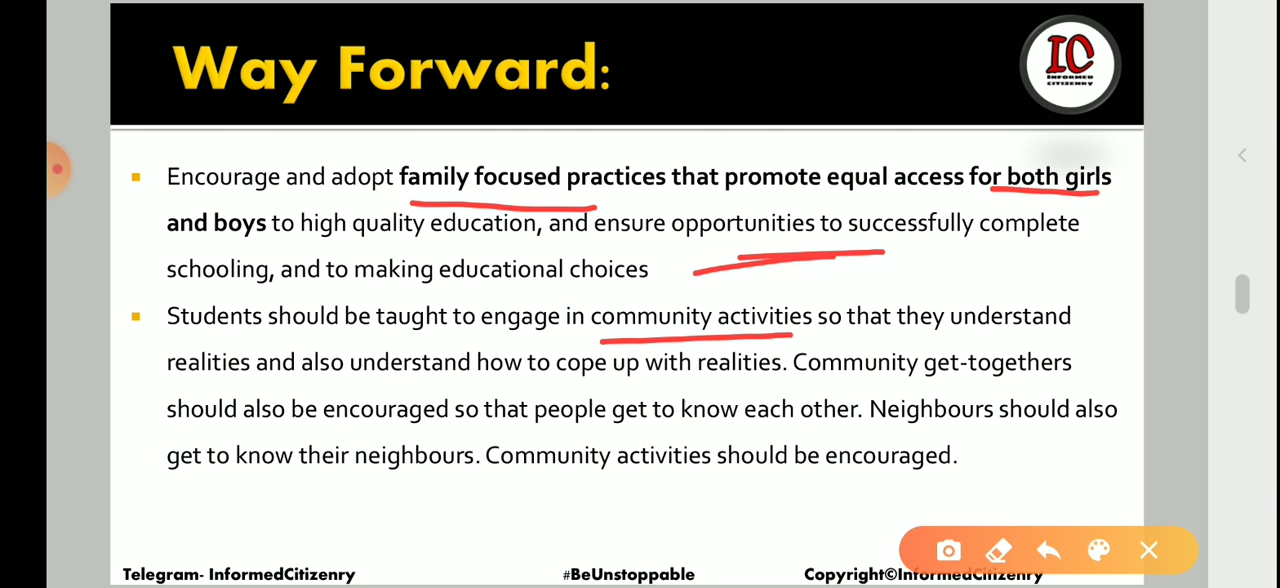 Way Forward:
IC
INFORMED
CITIZENRY
Encourage and adopt family focused practices that promote equal access for both girls
and boys to high quality education, and ensure opportunities to successfully complete
schooling, and to making educational choices
Students should be taught to engage in community activities so that they understand
realities and also understand how to cope up with realities. Community get-togethers
should also be encouraged so that people get to know each other. Neighbours should also
get to know their neighbours. Community activities should be encouraged.
Telegram- InformedCitizenry #BeUnstoppable Copyright©InformedCitizenry